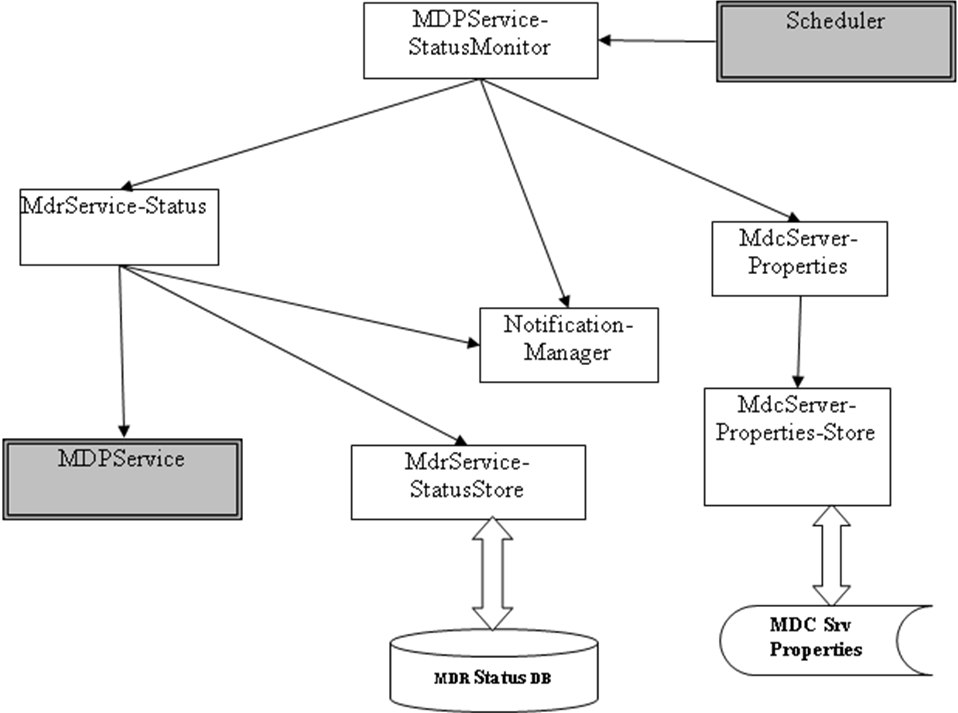 MDPService-
StatusMonitor
Scheduler
MdrService-Status
MdcServer-
Properties
Notification-
Manager
MdcServer-
Properties-Store
MDPService
MdrService-
StatusStore
MDC Srv
Properties
MDR Status DB